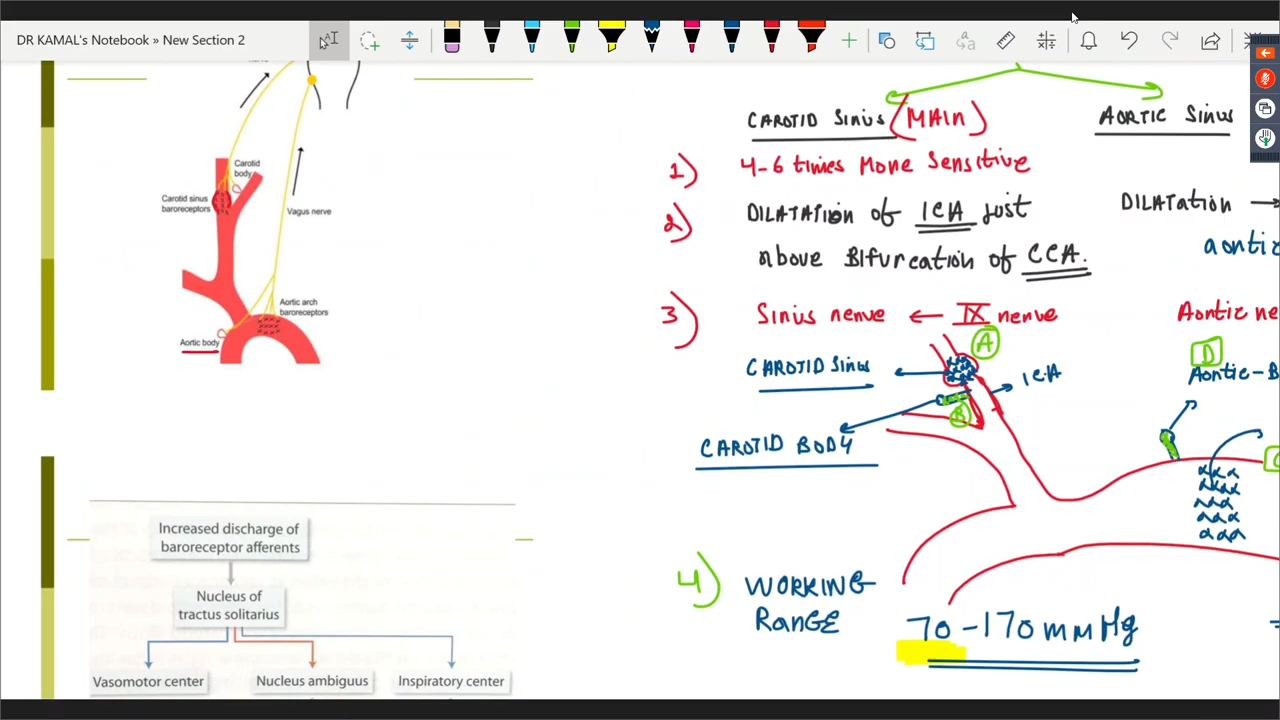 DR KAMAL's Notebook » New Section 2
Carotid
body
Carotid sinus
baroreceptors
Vagus nerve
Aortic arch
baroreceptors
Aortic body
Increased discharge of
baroreceptor afferents
Nucleus of
tractus solitarius
Vasomotor center
Nucleus ambiguus
Inspiratory center
CAROTID Sinus (MAIN)
AORTIC Sinus
1) 4-6 times More Sensitive
2) DILATATION of ICA Just
above Bifurcation of CCA.
DILATATION →
aortic
3) Sinus nerve ← IX nerve
Aortic ne
A
CAROTID Sinus
ICA
B
CAROTID BODY
D
Aortic-B
C
4) WORKING
RANGE
70-170 mmHg